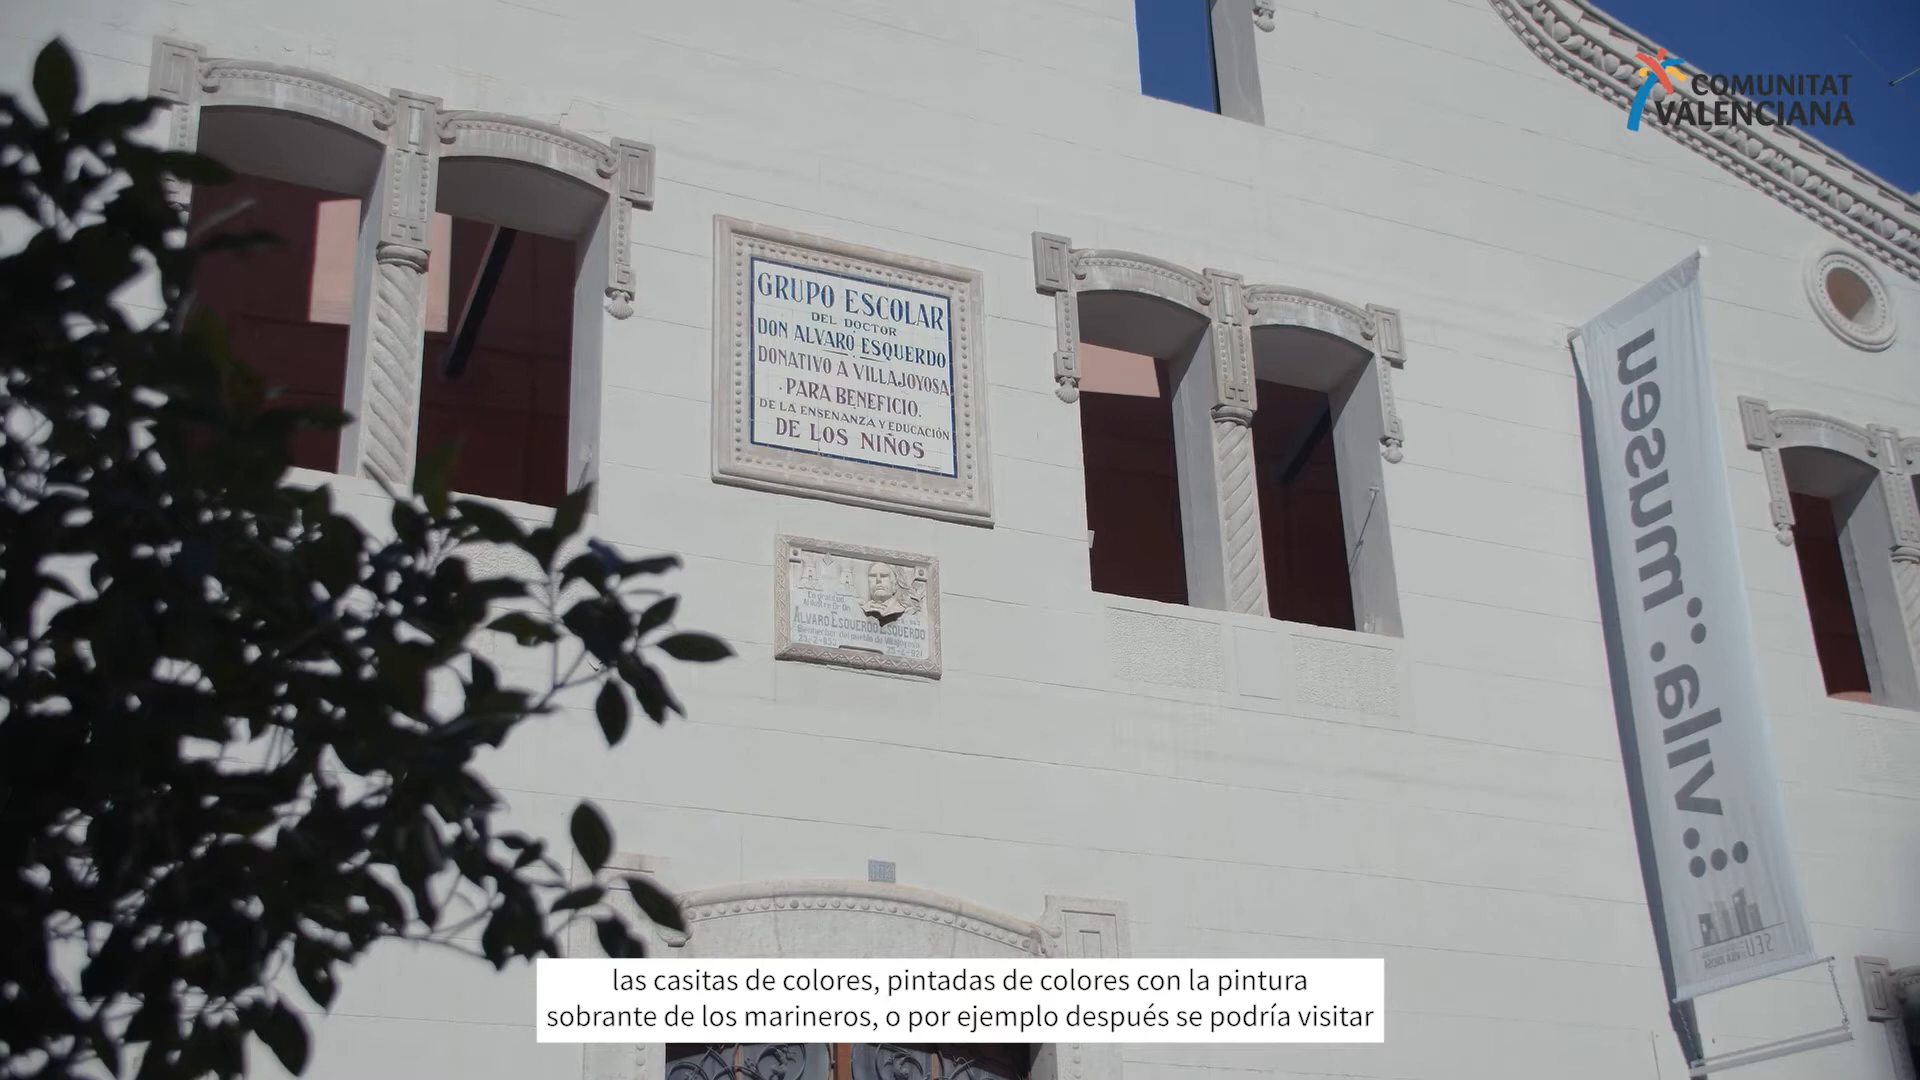 COMUNITAT
VALENCIANA
GRUPO ESCOLAR
DEL DOCTOR
DON ALVARO ESQUERDO
DONATIVO A VILLAJOYOSA
PARA BENEFICIO.
DE LA ENSENANZA Y EDUCACIÓN
DE LOS NIÑOS
ALVARO ESQUERDO ESQUERDO
museu
vila
SEU
las casitas de colores, pintadas de colores con la pintura
sobrante de los marineros, o por ejemplo después se podría visitar